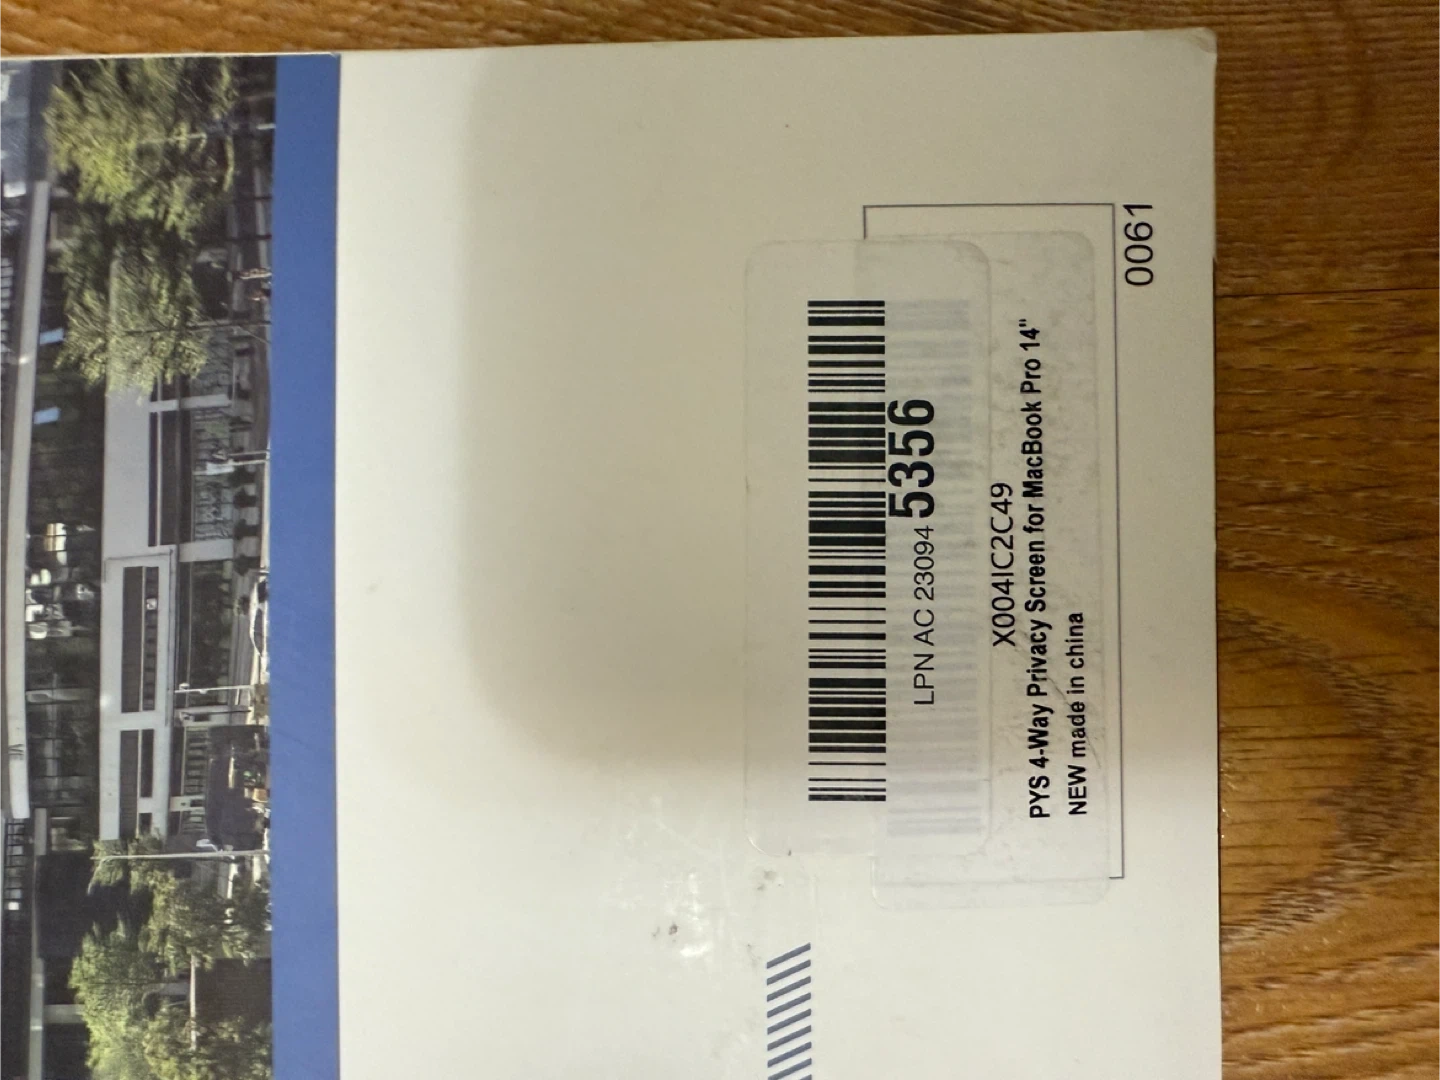 LPN AC 23094 5356
X004IC2C49
PYS 4-Way Privacy Screen for MacBook Pro 14"
NEW made in china
0061